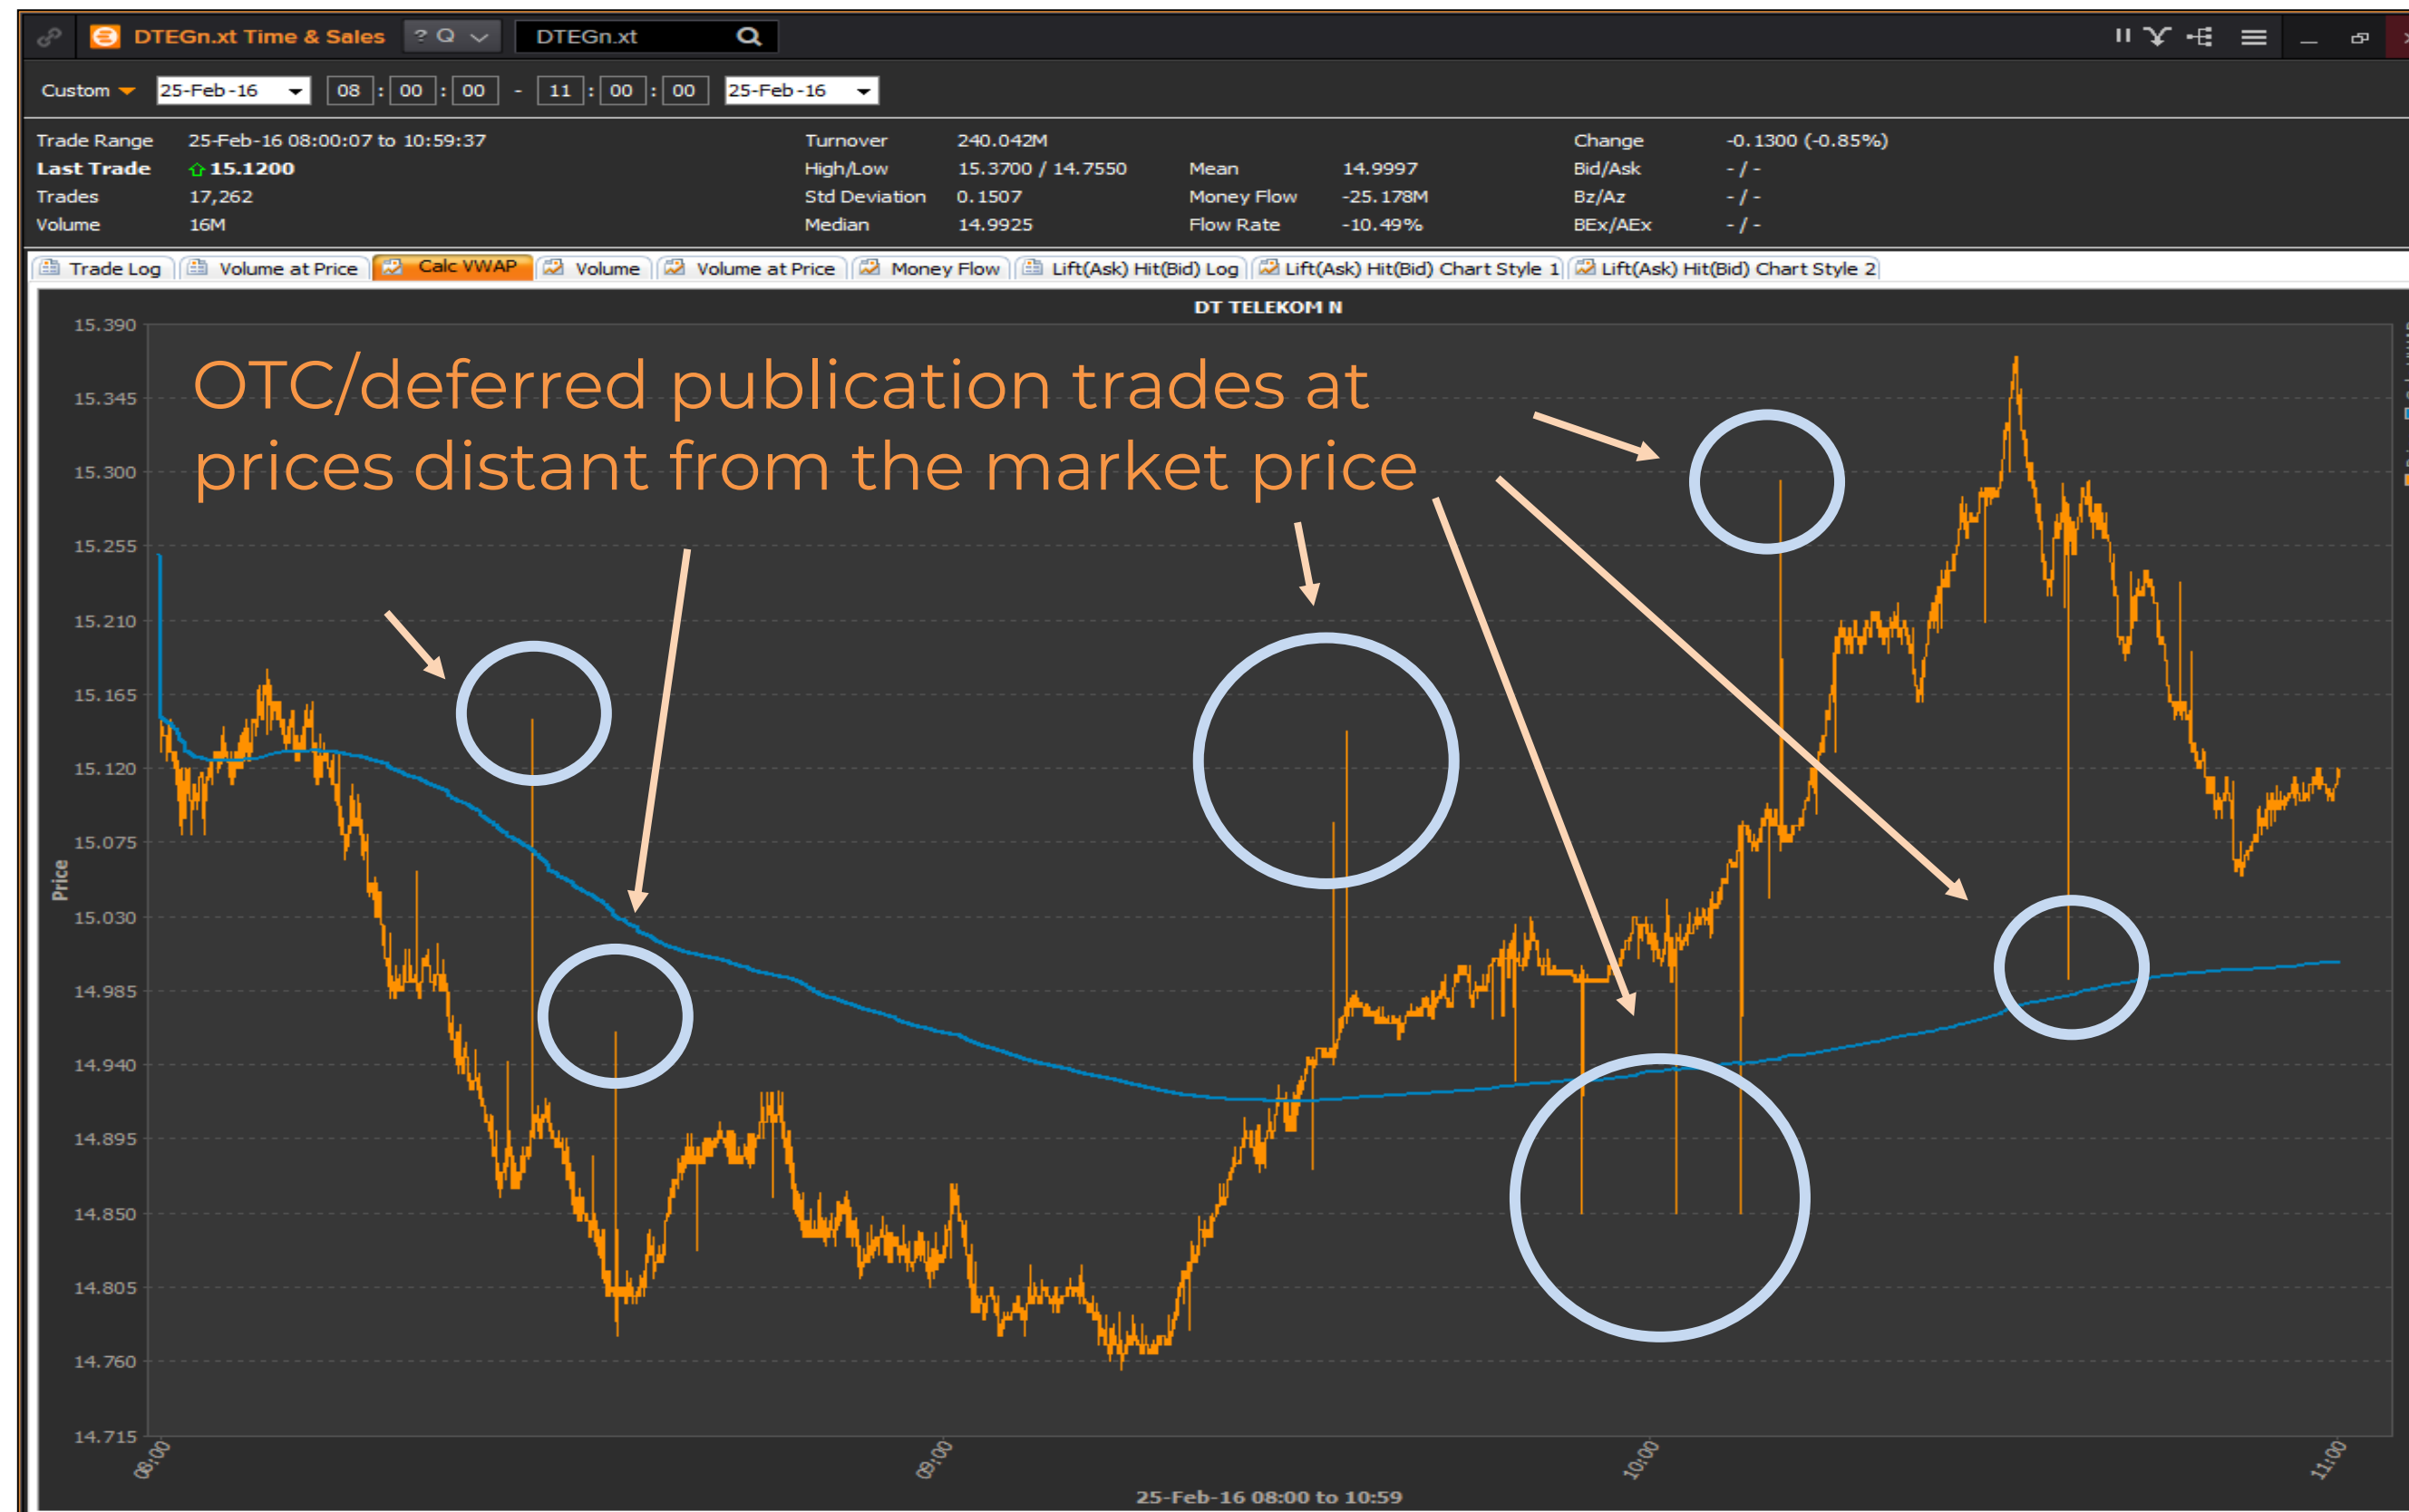 DTEGn.xt Time & Sales ? Q DTEGn.xt
Custom 25-Feb-16 08 : 00 : 00 - 11 : 00 : 00 25-Feb-16
Trade Range 25-Feb-16 08:00:07 to 10:59:37 Turnover 240.042M Change -0.1300 (-0.85%)
Last Trade 15.1200 High/Low 15.3700 / 14.7550 Mean 14.9997 Bid/Ask - / -
Trades 17,262 Std Deviation 0.1507 Money Flow -25.178M Bz/Az - / -
Volume 16M Median 14.9925 Flow Rate -10.49% BEx/AEx - / -
Trade Log Volume at Price Calc VWAP Volume Volume at Price Money Flow Lift(Ask) Hit(Bid) Log Lift(Ask) Hit(Bid) Chart Style 1 Lift(Ask) Hit(Bid) Chart Style 2
DT TELEKOM N
OTC/deferred publication trades at
prices distant from the market price
15.390
15.345
15.300
15.255
15.210
15.165
15.120
15.075
15.030
14.985
14.940
14.895
14.850
14.805
14.760
14.715
Price
08:00 09:00 10:00 11:00
25-Feb-16 08:00 to 10:59